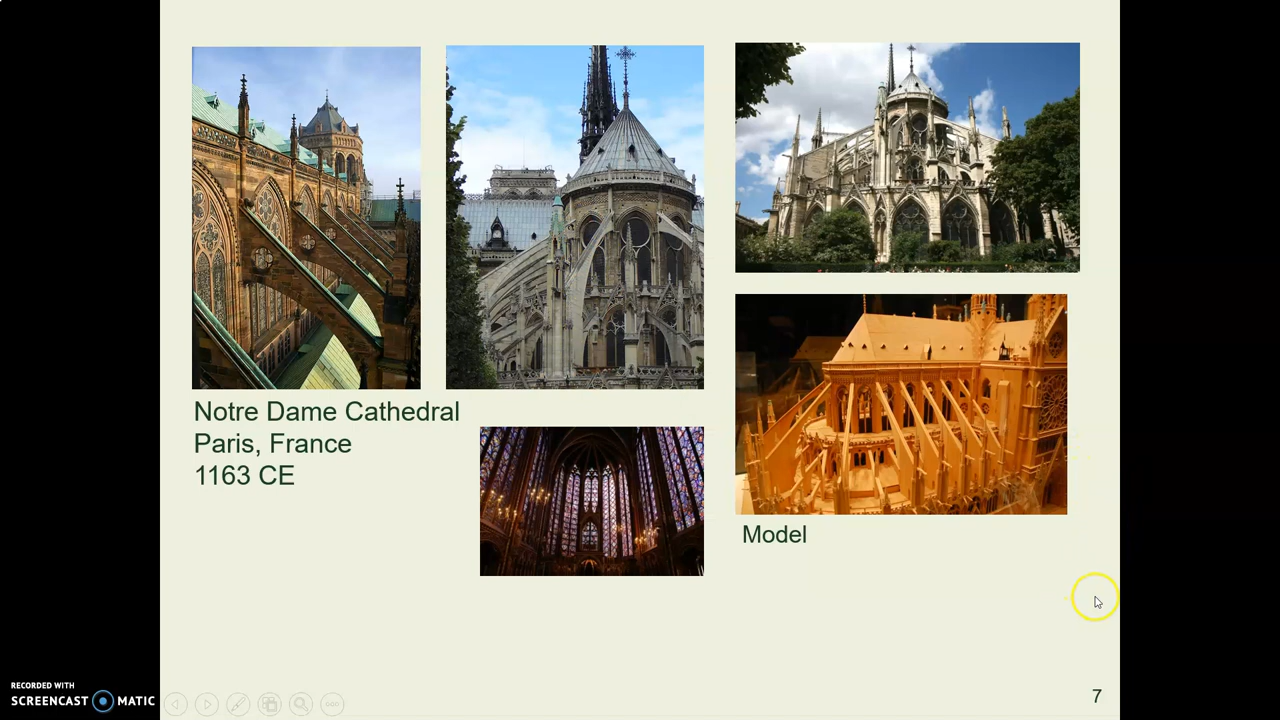 Notre Dame Cathedral
Paris, France
1163 CE
Model
7
RECORDED WITH
SCREENCAST MATIC